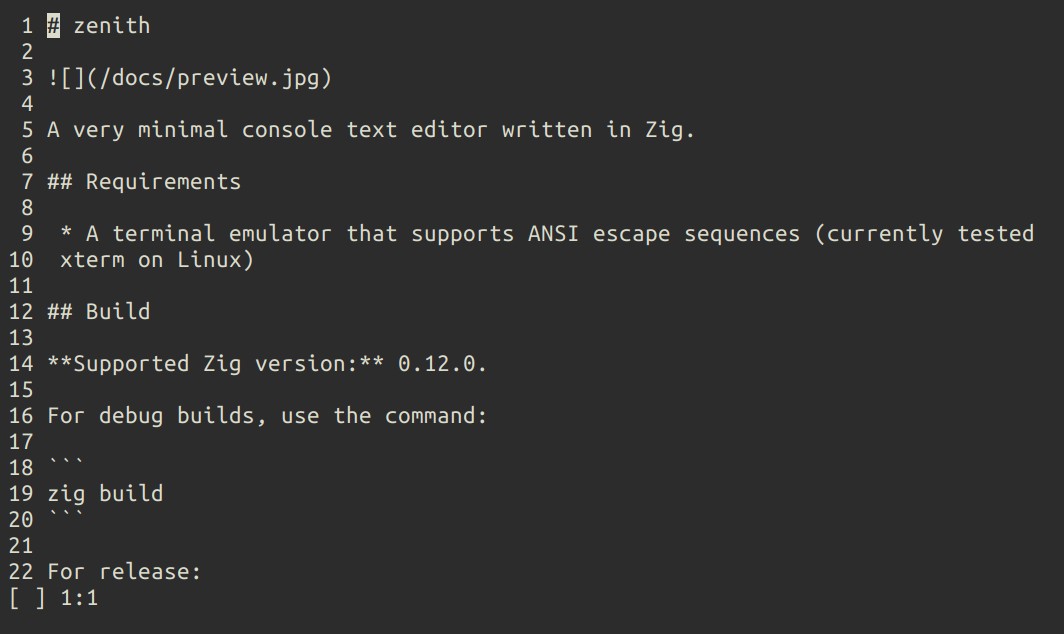 1 # zenith
2
3 ![](/docs/preview.jpg)
4
5 A very minimal console text editor written in Zig.
6
7 ## Requirements
8
9  * A terminal emulator that supports ANSI escape sequences (currently tested
10  xterm on Linux)
11
12 ## Build
13
14 **Supported Zig version:** 0.12.0.
15
16 For debug builds, use the command:
17
18 ```
19 zig build
20 ```
21
22 For release:
[ ] 1:1